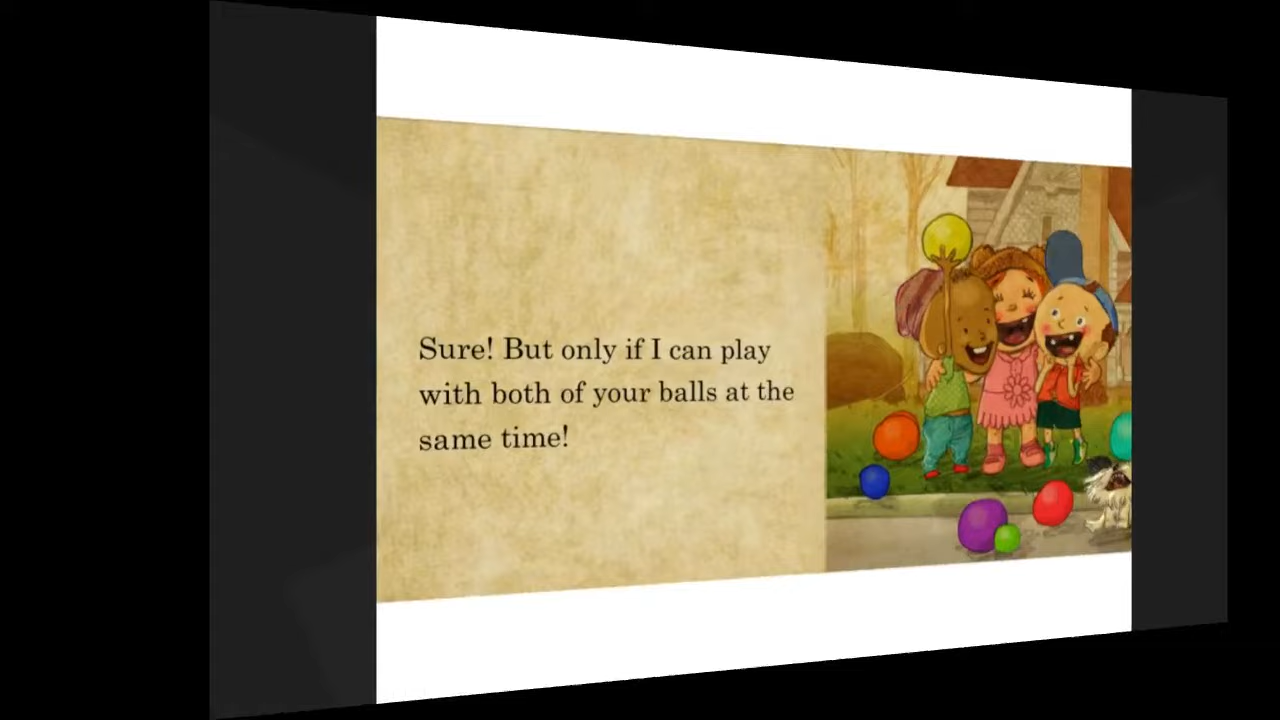 Sure! But only if I can play
with both of your balls at the
same time!